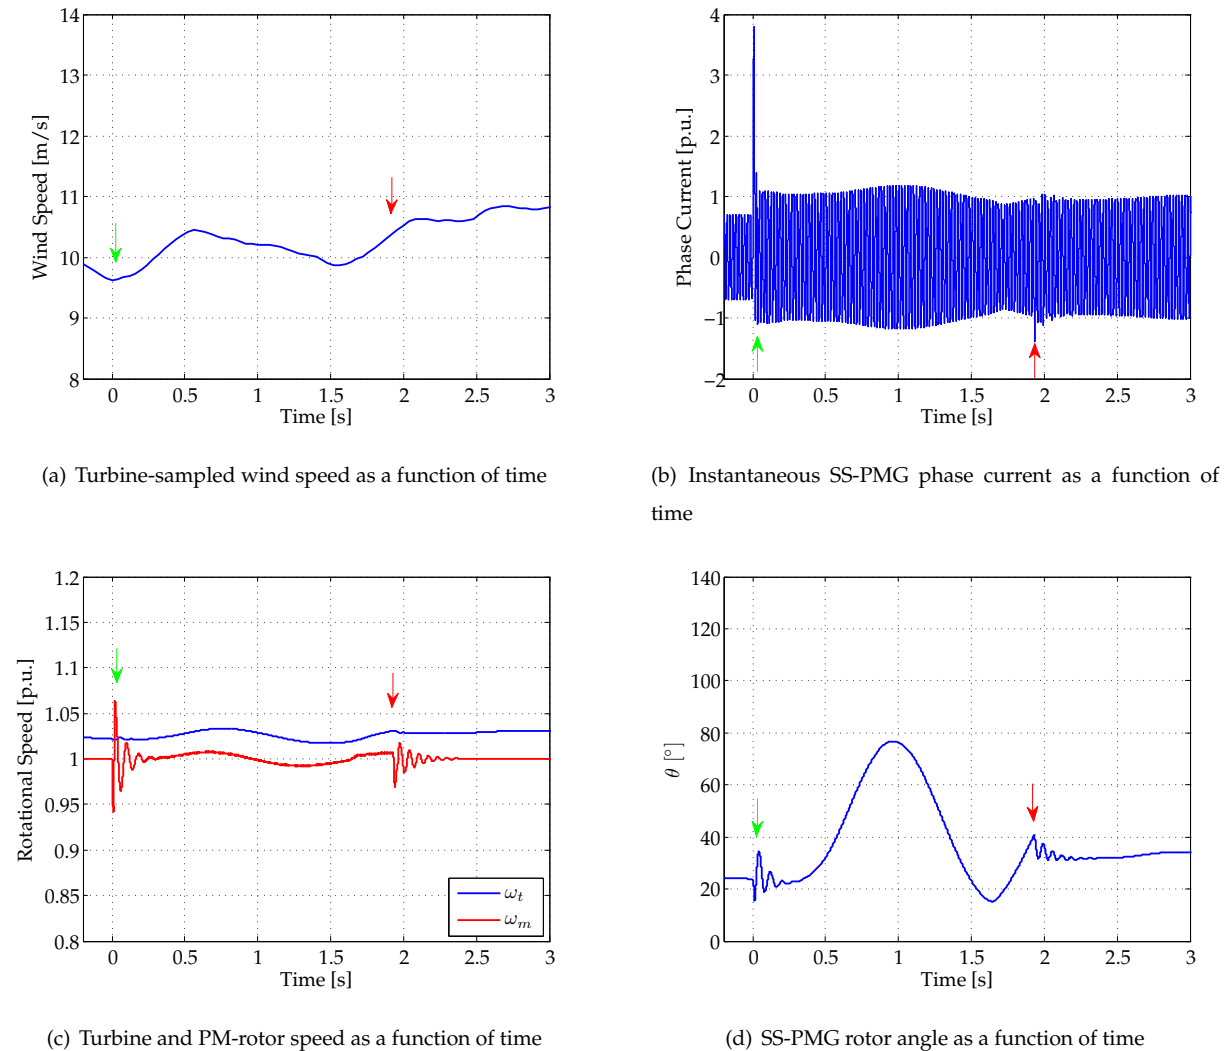 14
13
12
11
10
9
8
Wind Speed [m/s]
0 0.5 1 1.5 2 2.5 3
Time [s]
(a) Turbine-sampled wind speed as a function of time
4
3
2
1
0
−1
−2
Phase Current [p.u.]
0 0.5 1 1.5 2 2.5 3
Time [s]
(b) Instantaneous SS-PMG phase current as a function of
time
1.2
1.15
1.1
1.05
1
0.95
0.9
0.85
0.8
Rotational Speed [p.u.]
ω_t
ω_m
0 0.5 1 1.5 2 2.5 3
Time [s]
(c) Turbine and PM-rotor speed as a function of time
140
120
100
80
60
40
20
0
θ [°]
0 0.5 1 1.5 2 2.5 3
Time [s]
(d) SS-PMG rotor angle as a function of time